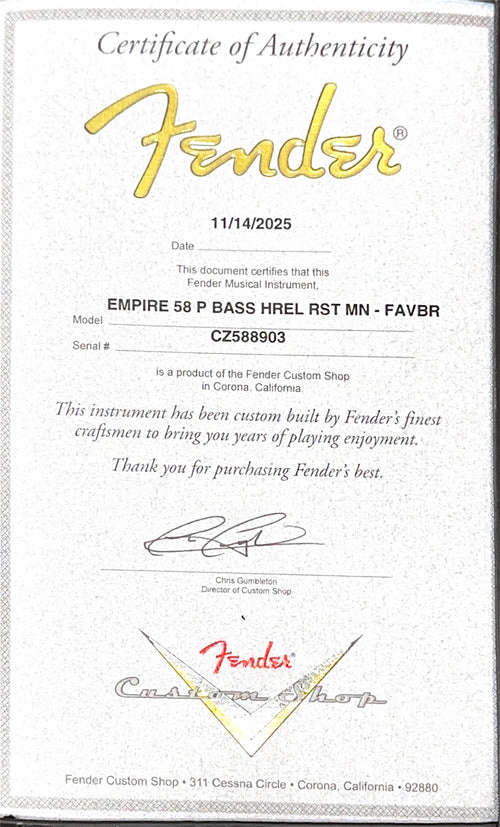 Certificate of Authenticity
Fender®
11/14/2025
Date
This document certifies that this
Fender Musical Instrument,
EMPIRE 58 P BASS HREL RST MN - FAVBR
Model
CZ588903
Serial #
is a product of the Fender Custom Shop
in Corona, California.
This instrument has been custom built by Fender's finest
craftsmen to bring you years of playing enjoyment.
Thank you for purchasing Fender's best.
Chris Gumbleton
Director of Custom Shop
Fender®
Custom Shop
Fender Custom Shop • 311 Cessna Circle • Corona, California • 92880